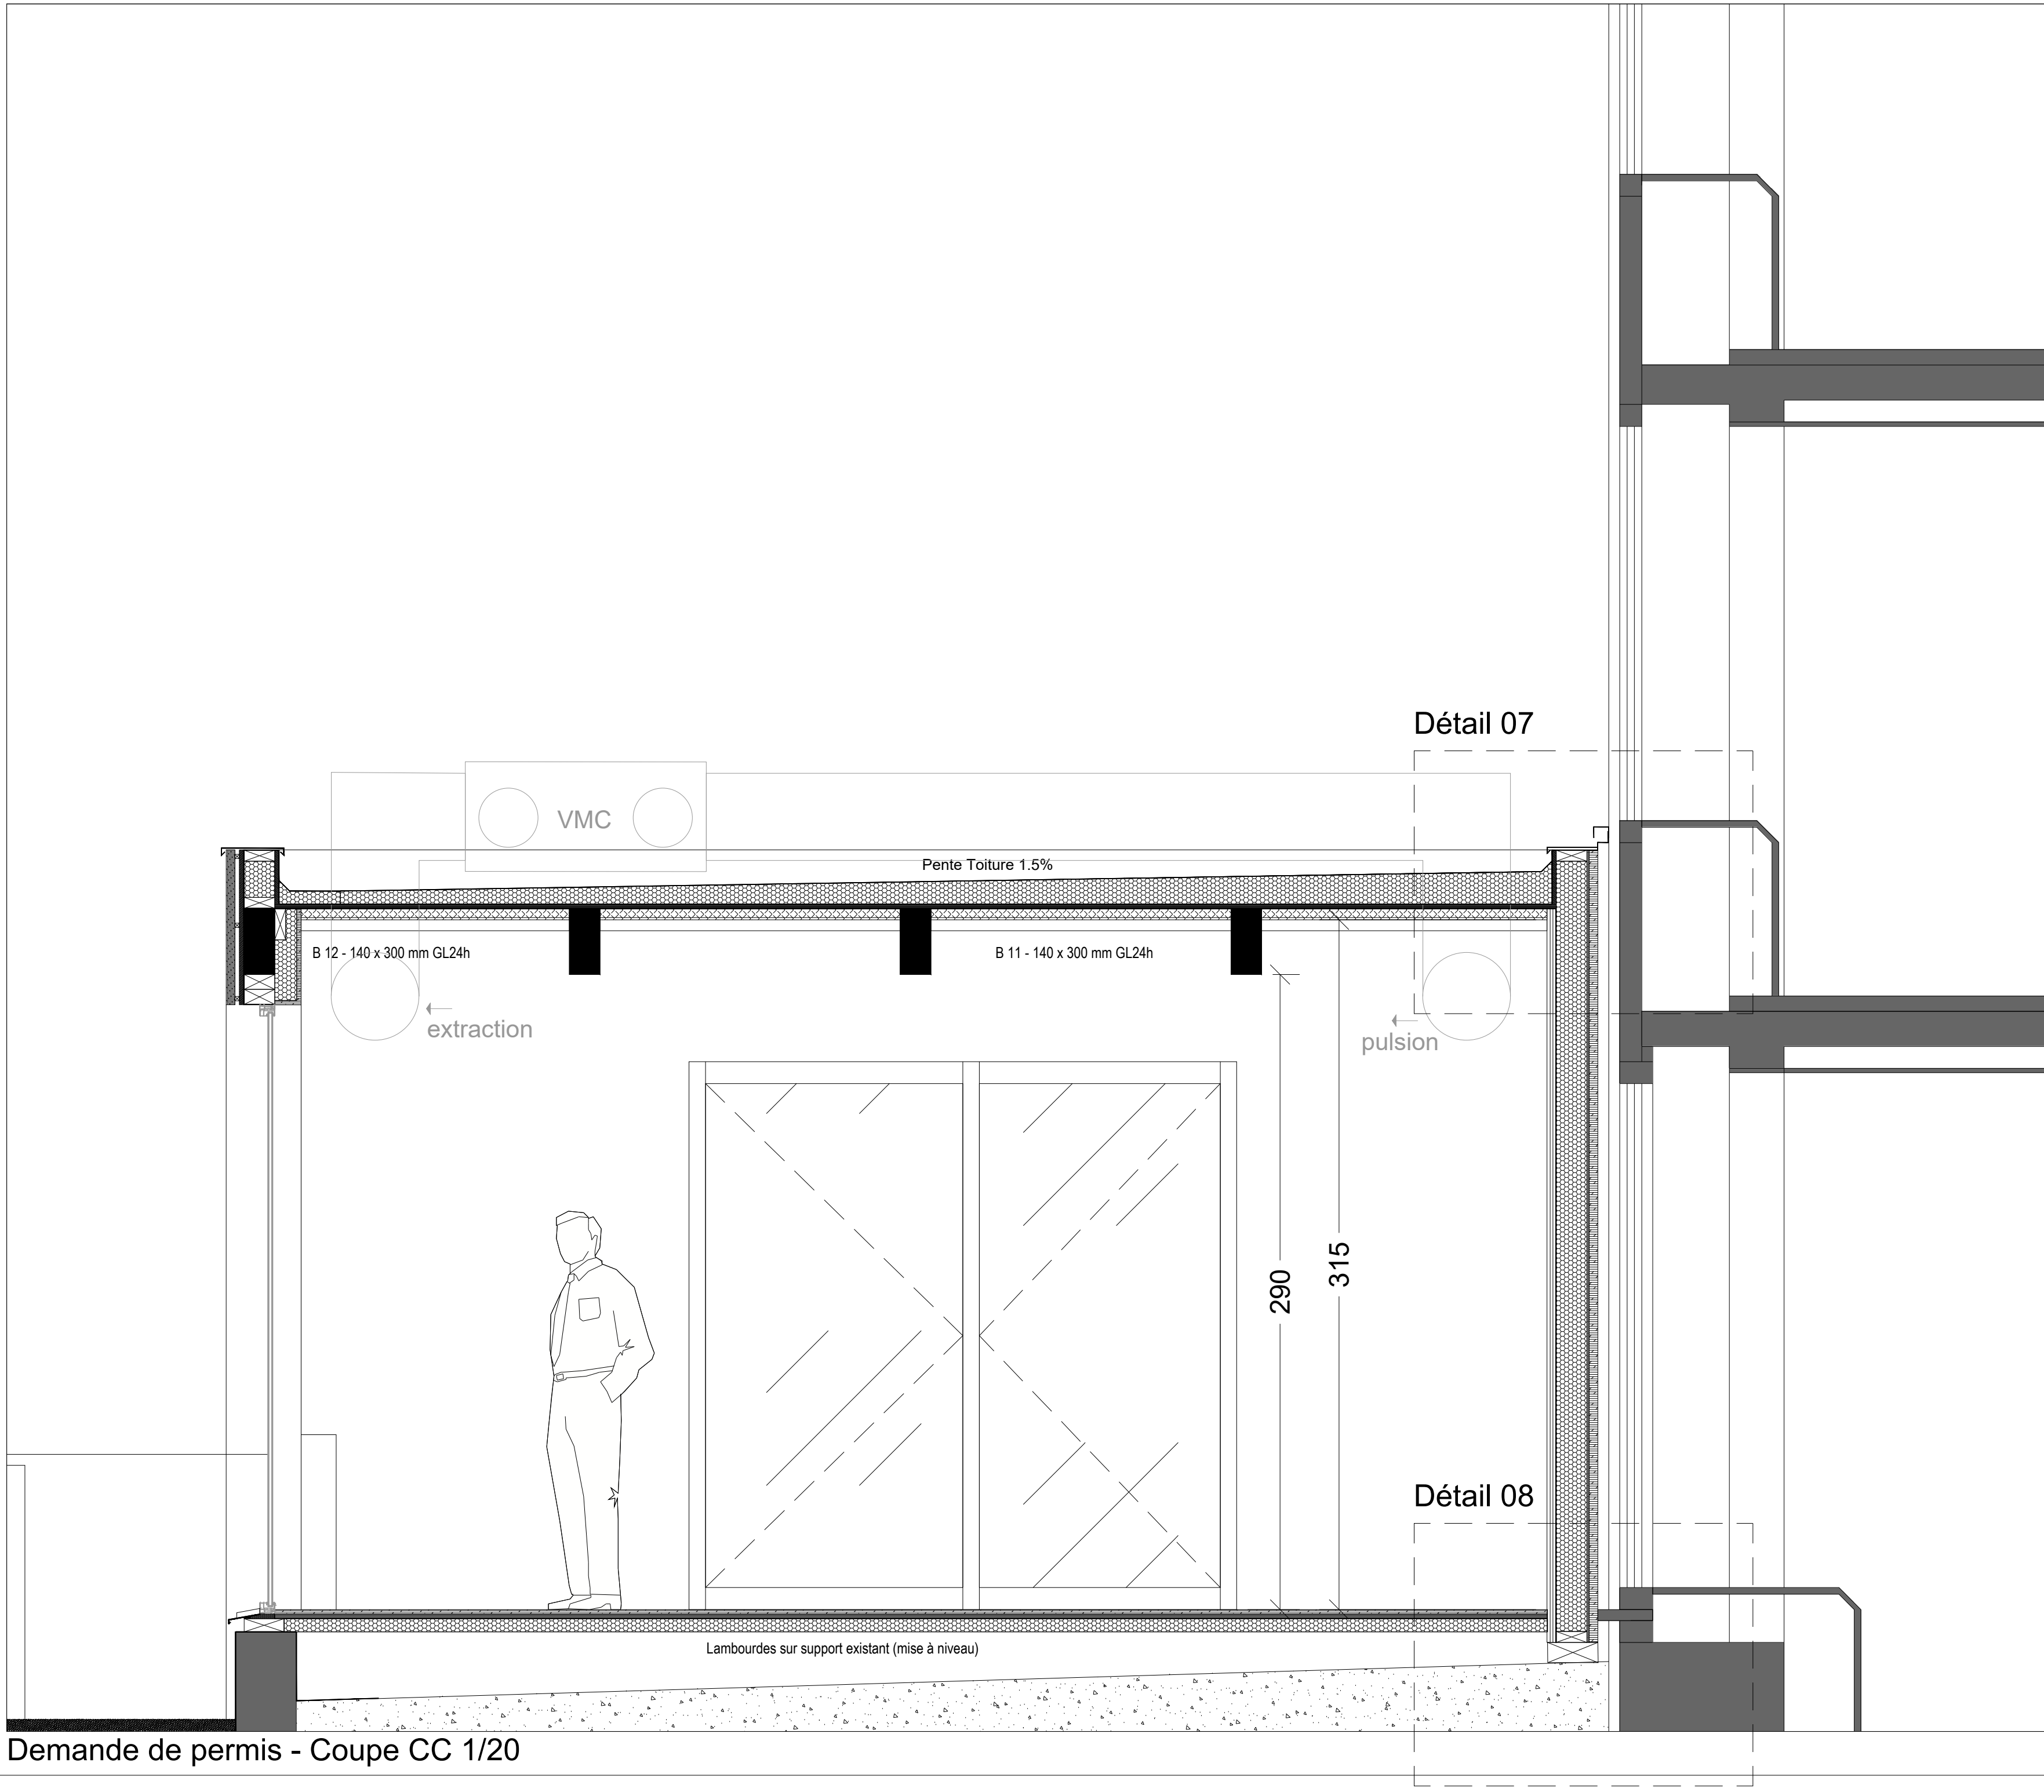 Détail 07
VMC
Pente Toiture 1.5%
B 12 - 140 x 300 mm GL24h
B 11 - 140 x 300 mm GL24h
extraction
pulsion
290
315
Détail 08
Lambourdes sur support existant (mise à niveau)
Demande de permis - Coupe CC 1/20